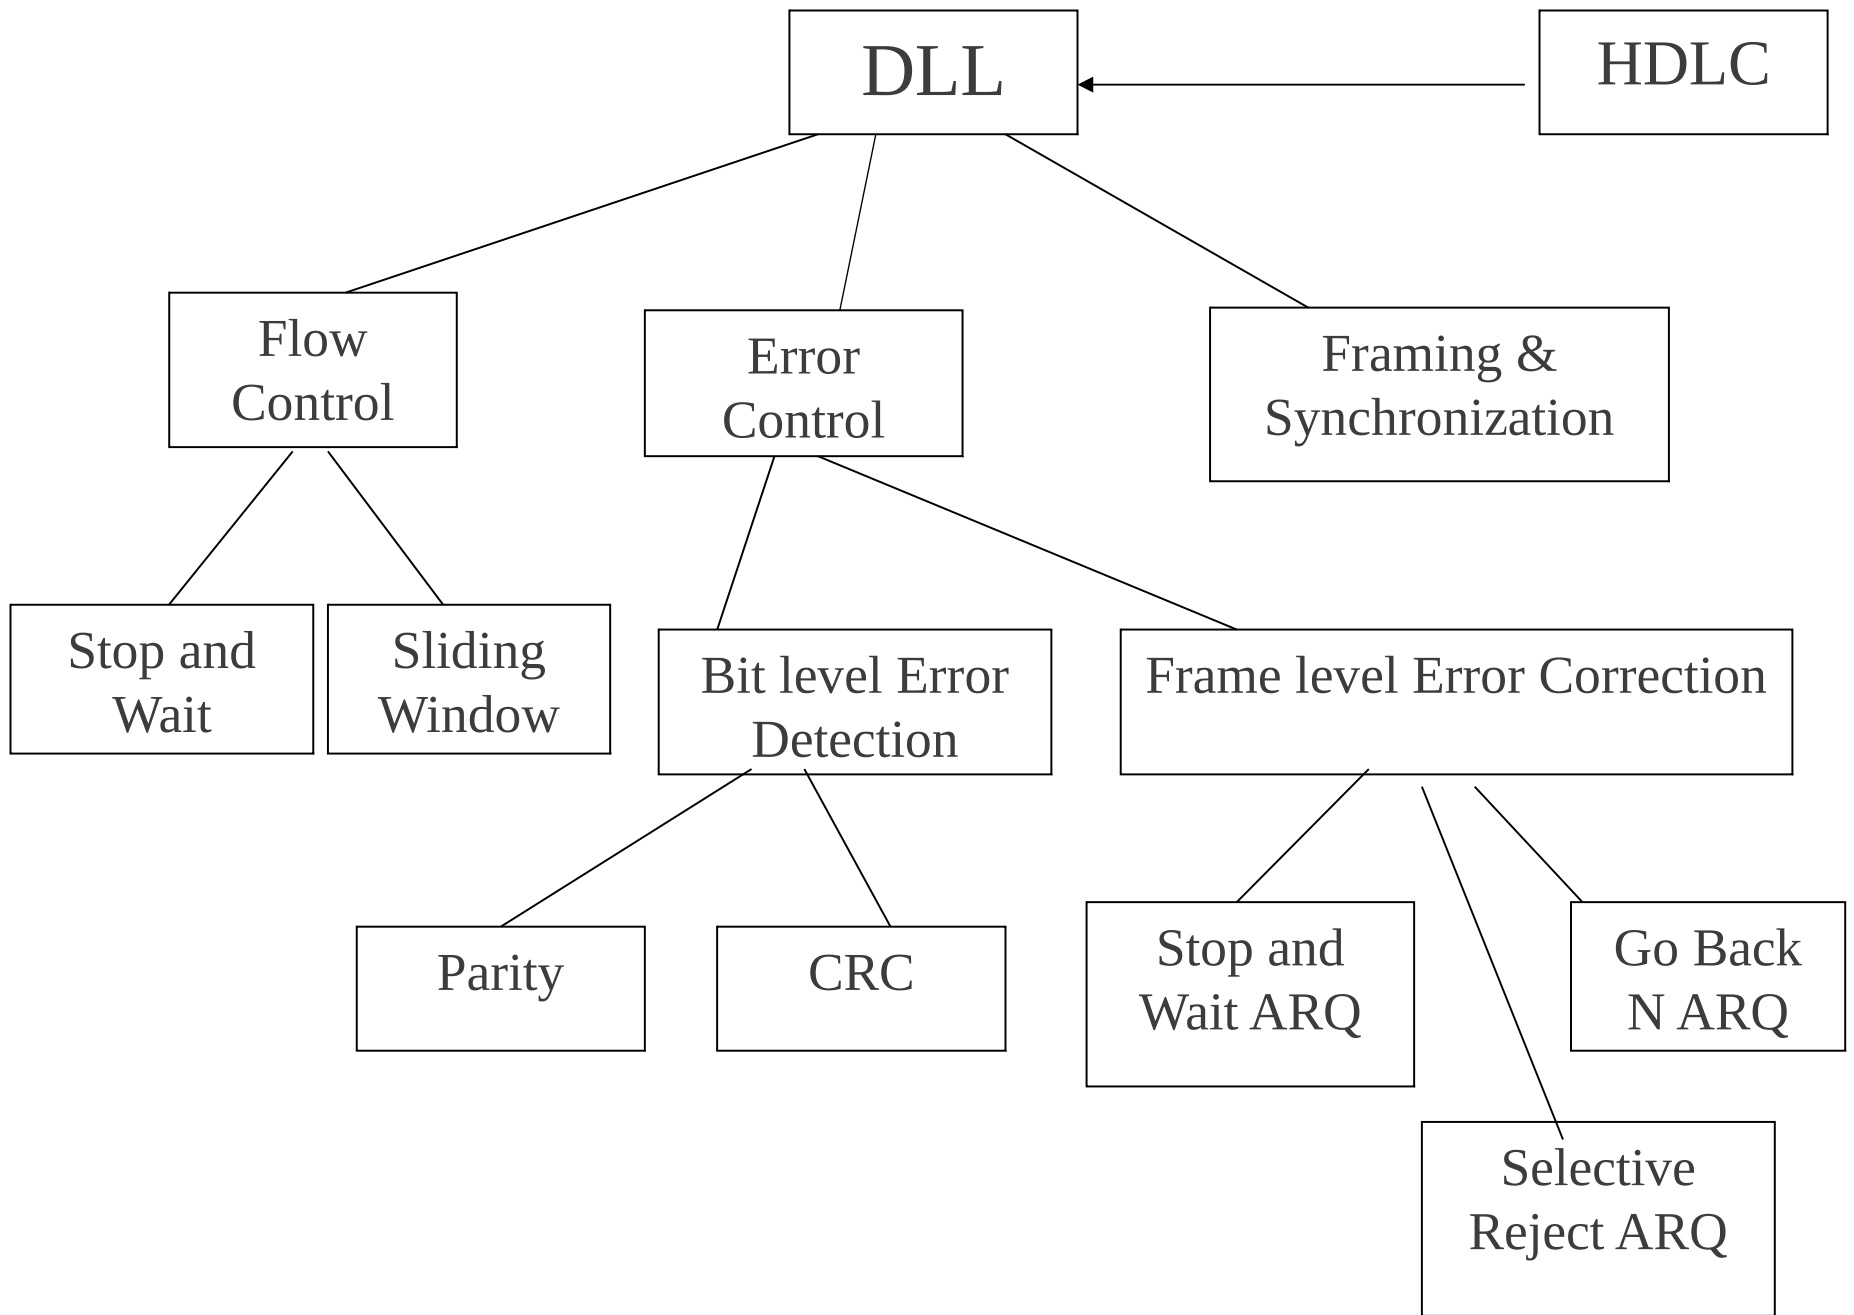 DLL
HDLC
Flow
Control
Error
Control
Framing &
Synchronization
Stop and
Wait
Sliding
Window
Bit level Error
Detection
Frame level Error Correction
Parity
CRC
Stop and
Wait ARQ
Go Back
N ARQ
Selective
Reject ARQ